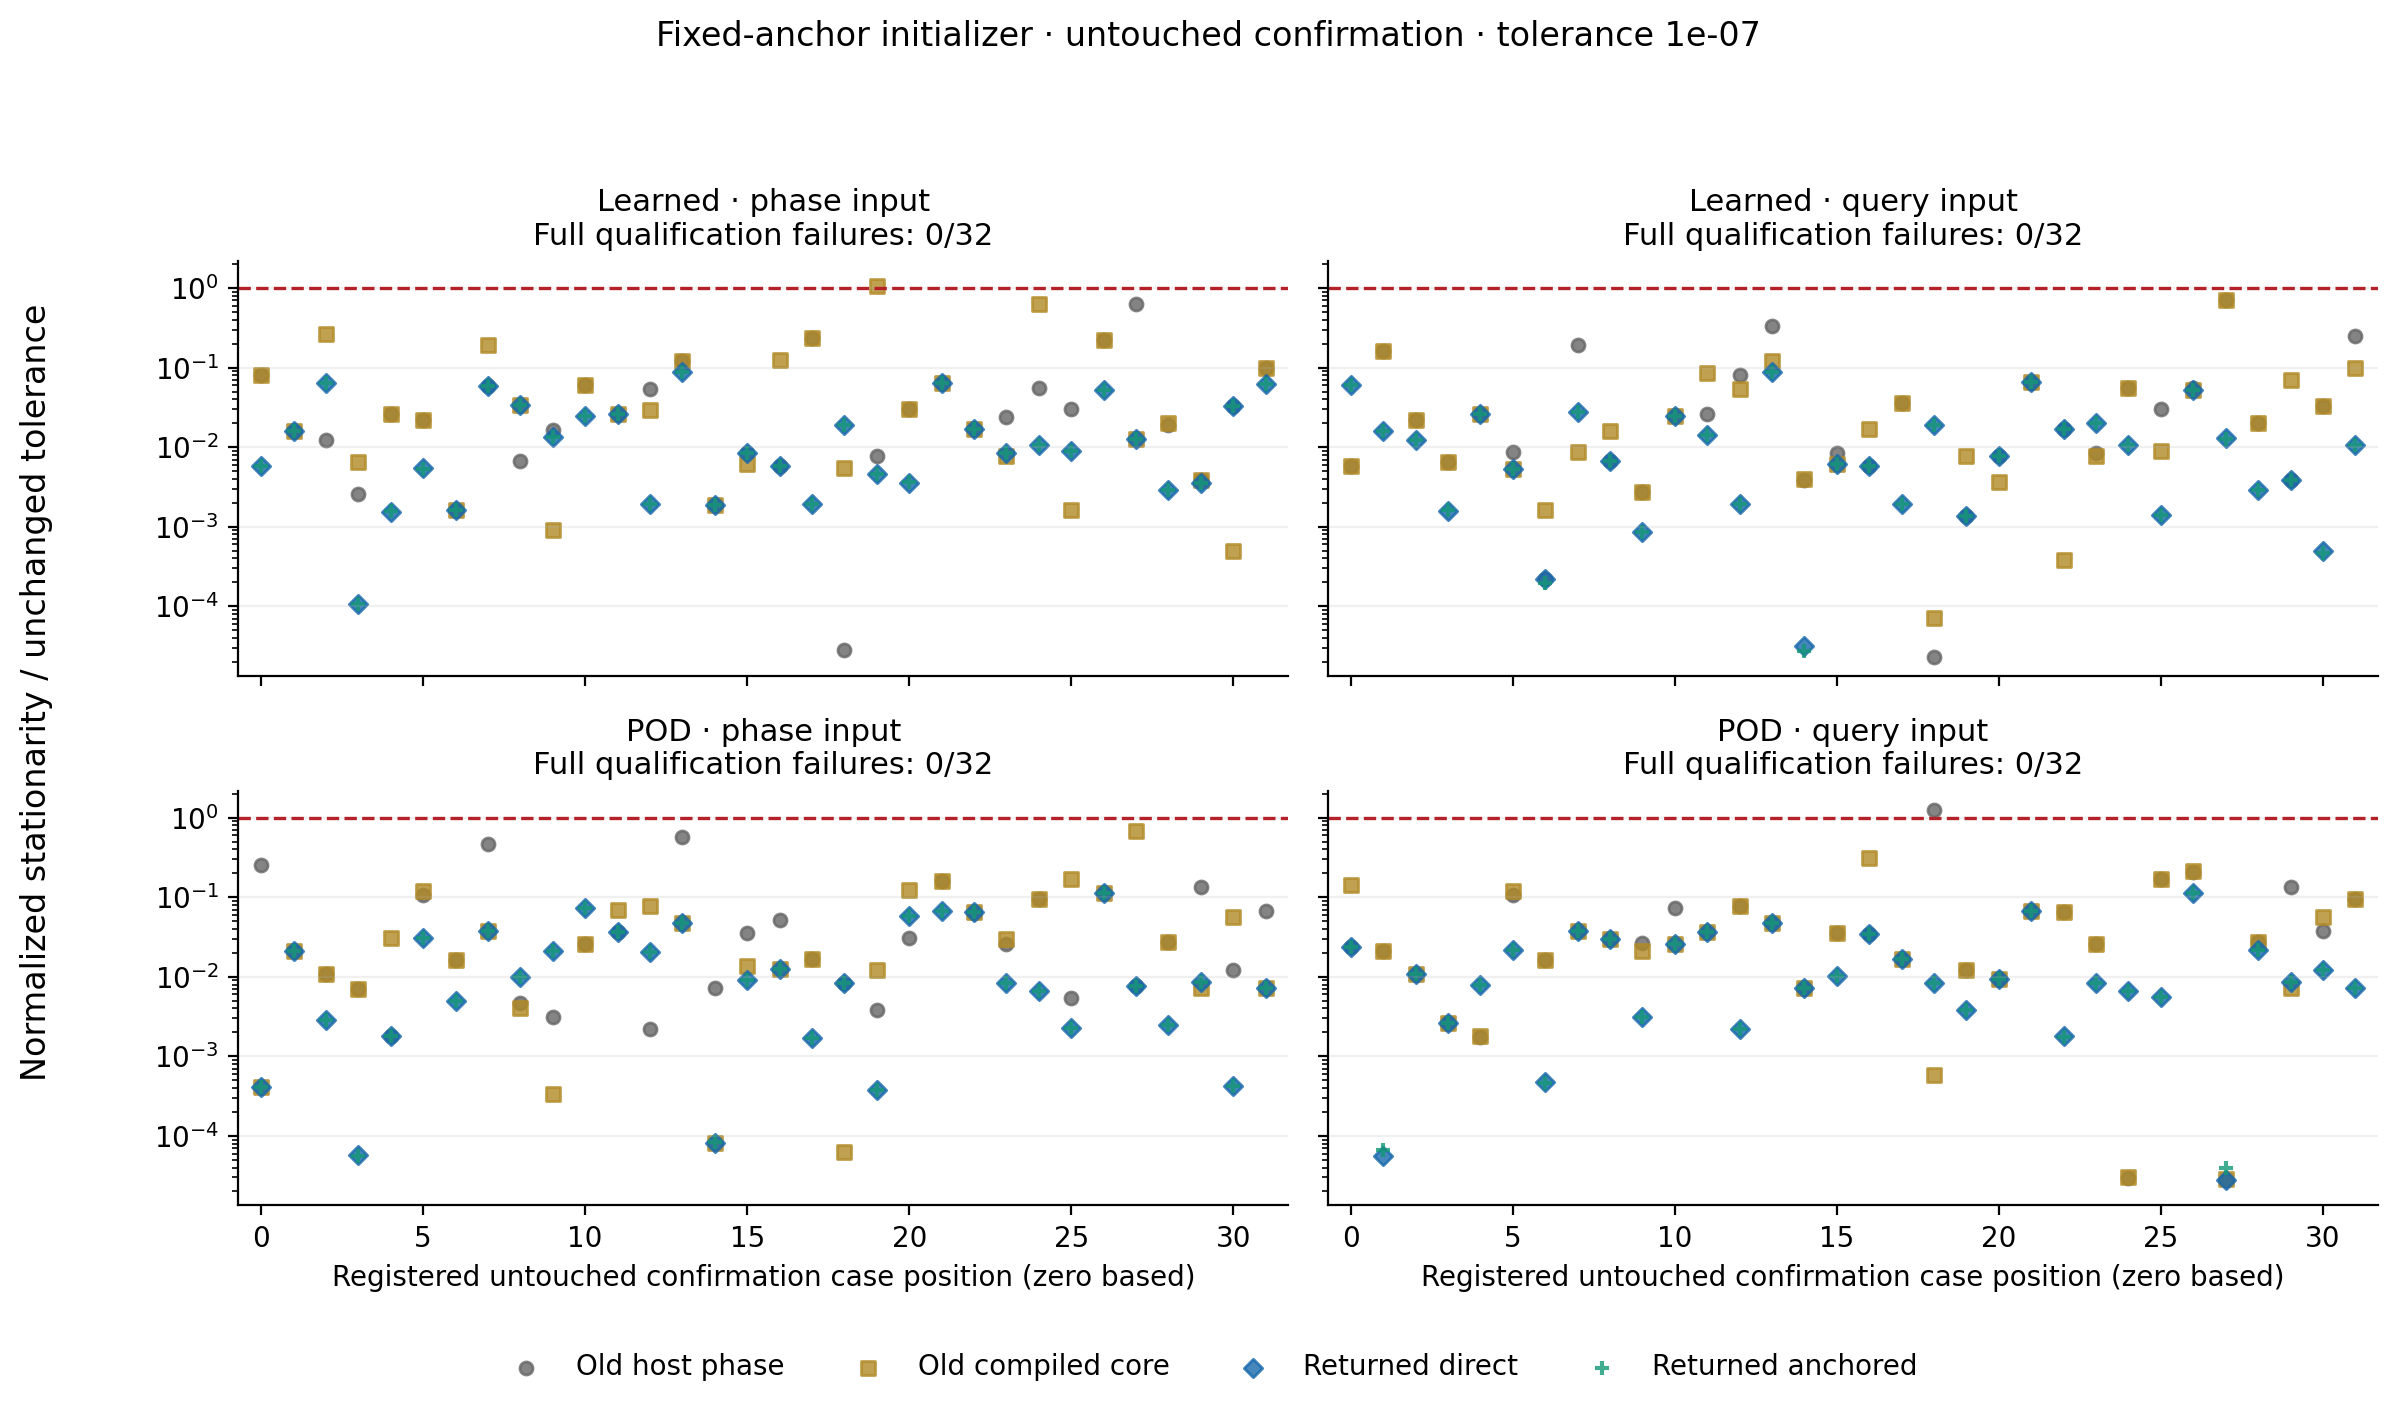 Fixed-anchor initializer · untouched confirmation · tolerance 1e-07
Normalized stationarity / unchanged tolerance
Learned · phase input
Full qualification failures: 0/32
10⁰
10⁻¹
10⁻²
10⁻³
10⁻⁴
Learned · query input
Full qualification failures: 0/32
POD · phase input
Full qualification failures: 0/32
10⁰
10⁻¹
10⁻²
10⁻³
10⁻⁴
0 5 10 15 20 25 30
Registered untouched confirmation case position (zero based)
POD · query input
Full qualification failures: 0/32
0 5 10 15 20 25 30
Registered untouched confirmation case position (zero based)
Old host phase Old compiled core Returned direct Returned anchored